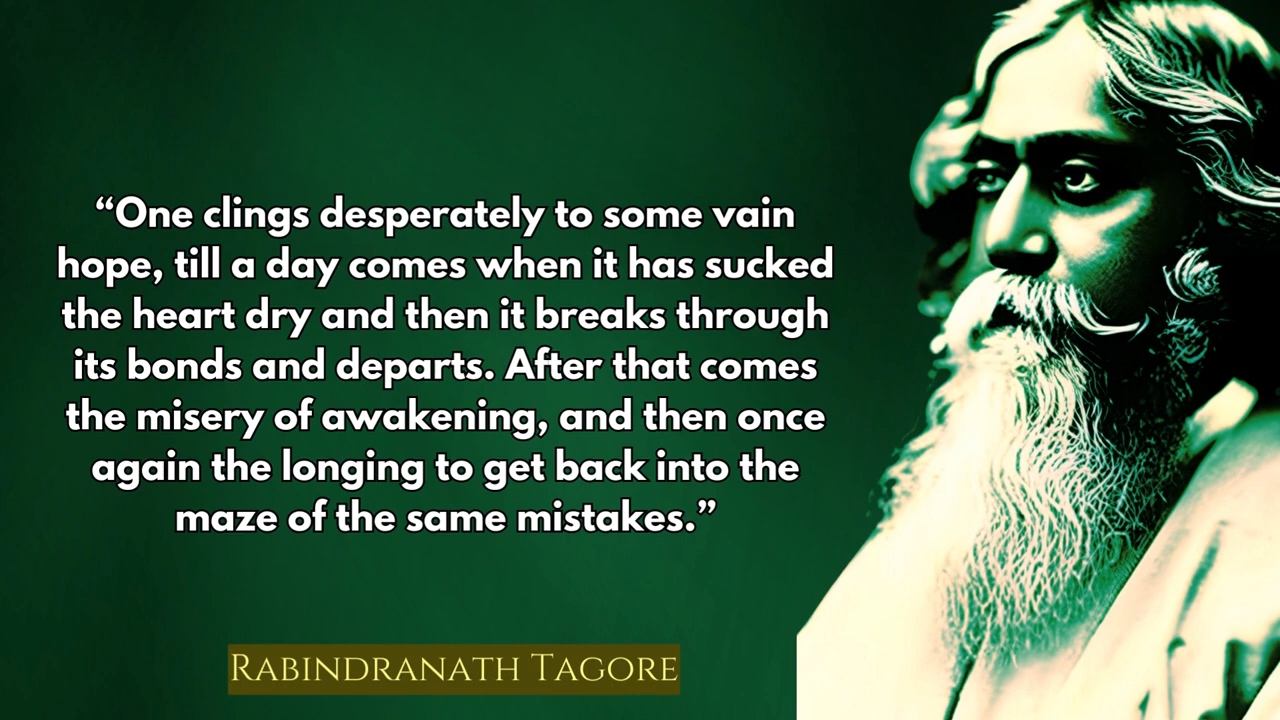 “One clings desperately to some vain
hope, till a day comes when it has sucked
the heart dry and then it breaks through
its bonds and departs. After that comes
the misery of awakening, and then once
again the longing to get back into the
maze of the same mistakes.”
Rabindranath Tagore